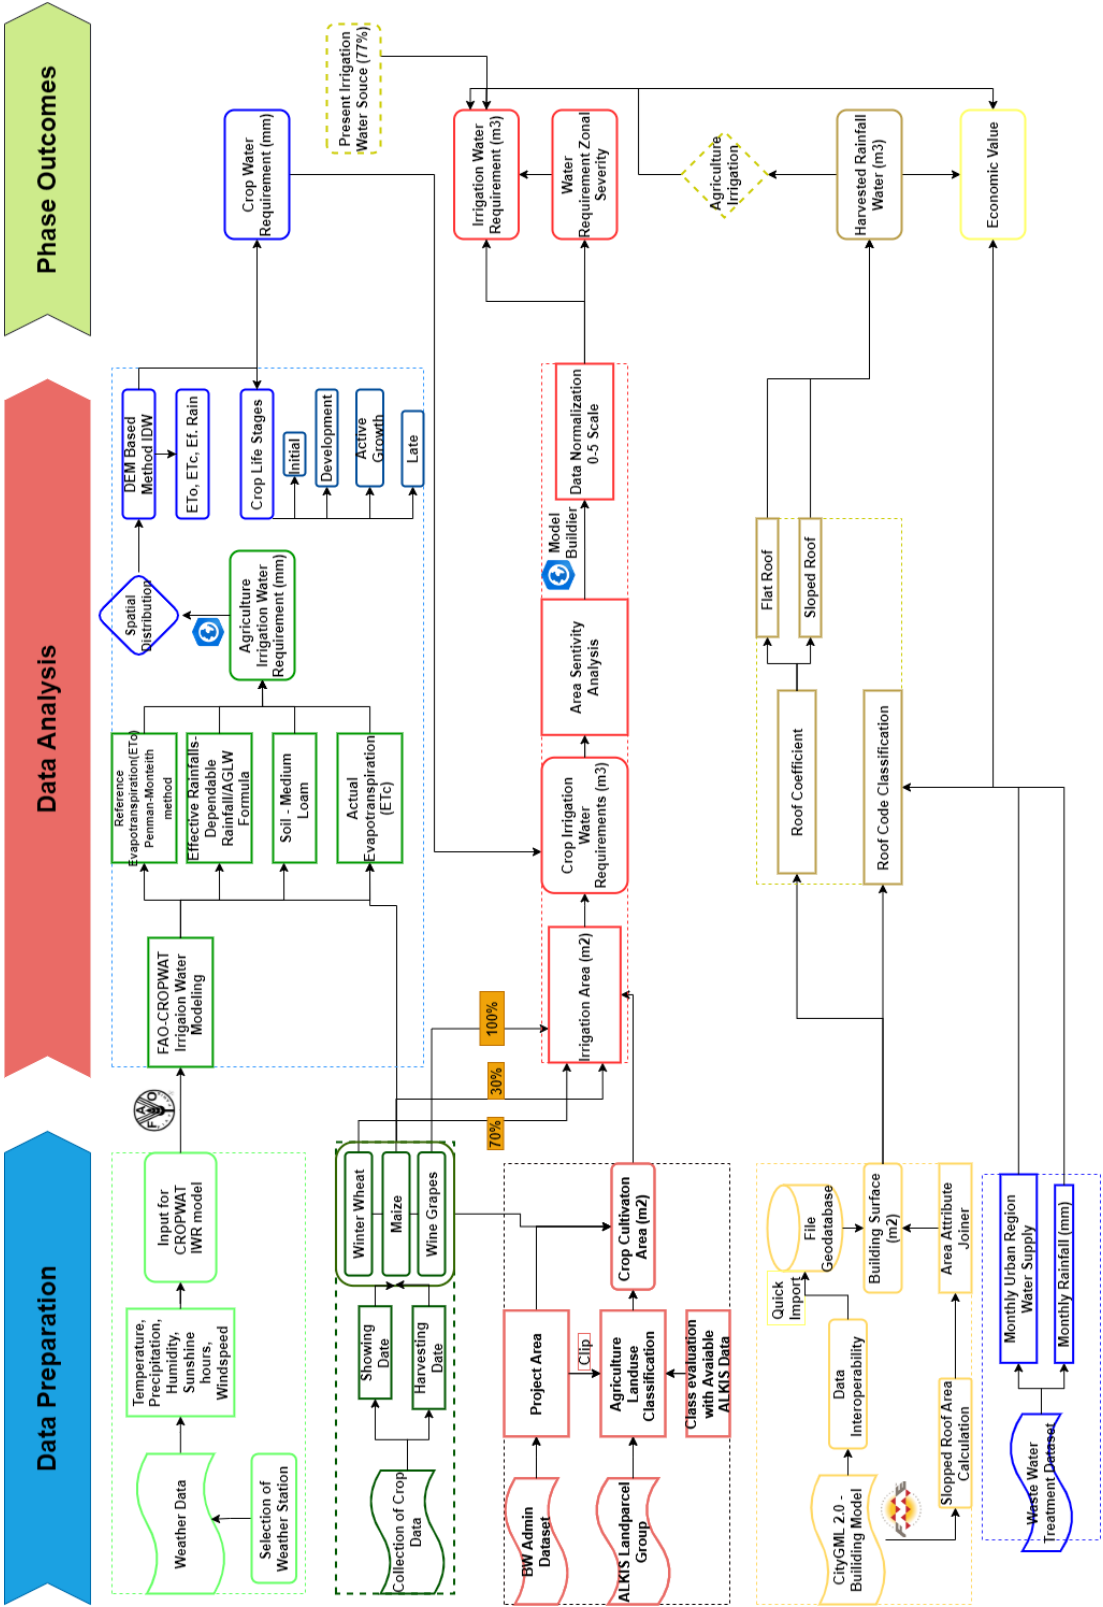 Data Preparation
Data Analysis
Phase Outcomes
Weather Data
Selection of
Weather Station
Temperature,
Precipitation,
Humidity,
Sunshine
hours,
Windspeed
Input for
CROPWAT
IWR model
FAO
FAO-CROPWAT
Irrigaion Water
Modeling
Reference
Evapotranspiration(ETo)
Penman-Monteith
method
Effective Rainfalls-
Dependable
Rainfall/AGLW
Formula
Soil - Medium
Loam
Actual
Evapotranspiration
(ETc)
Agriculture
Irrigation Water
Requirement (mm)
Spatial
Distribution
DEM Based
Method IDW
ETo, ETc, Ef. Rain
Crop Life Stages
Initial
Development
Active
Growth
Late
Crop Water
Requirement (mm)
Present Irrigation
Water Souce (77%)
Collection of Crop
Data
Showing
Date
Harvesting
Date
Winter Wheat
Maize
Wine Grapes
70%
30%
100%
BW Admin
Dataset
ALKIS Landparcel
Group
Project Area
Clip
Agriculture
Landuse
Classification
Class evaluation
with Avaiable
ALKIS Data
Crop Cultivaton
Area (m2)
Irrigation Area (m2)
Crop Irrigation
Water
Requirements (m3)
Area Sentivity
Analysis
Model
Buildier
Data Normalization
0-5 Scale
Irrigation Water
Requirement (m3)
Water
Requirement Zonal
Severity
CityGML 2.0 -
Builiding Model
FME
Data
Interoperability
Quick
Import
File
Geodatabase
Slopped Roof Area
Calculation
Area Attribute
Joiner
Building Surface
(m2)
Roof Coefficient
Roof Code Classification
Flat Roof
Sloped Roof
Agriculture
Irrigation
Harvested Rainfall
Water (m3)
Economic Value
Waste Water
Treatment Dataset
Monthly Urban Region
Water Supply
Monthly Rainfall (mm)